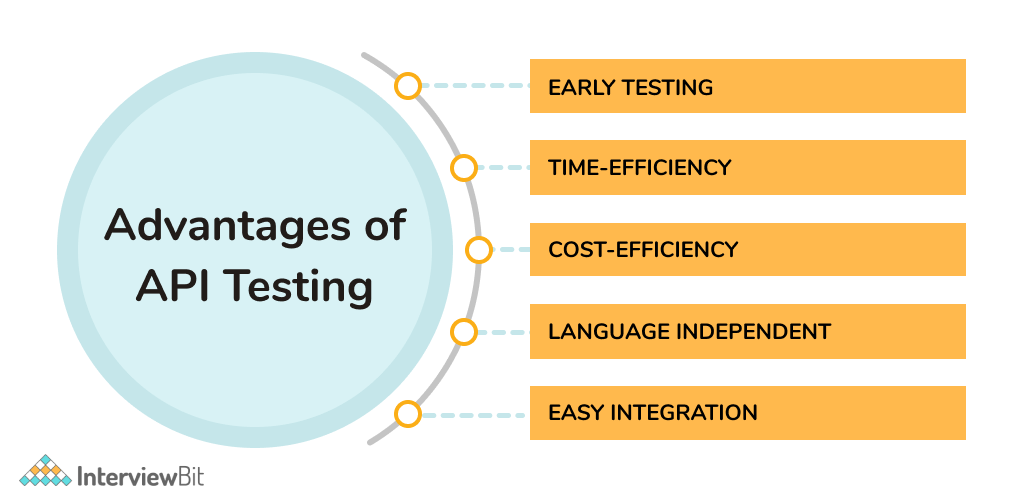 Advantages of
API Testing
EARLY TESTING
TIME-EFFICIENCY
COST-EFFICIENCY
LANGUAGE INDEPENDENT
EASY INTEGRATION
InterviewBit